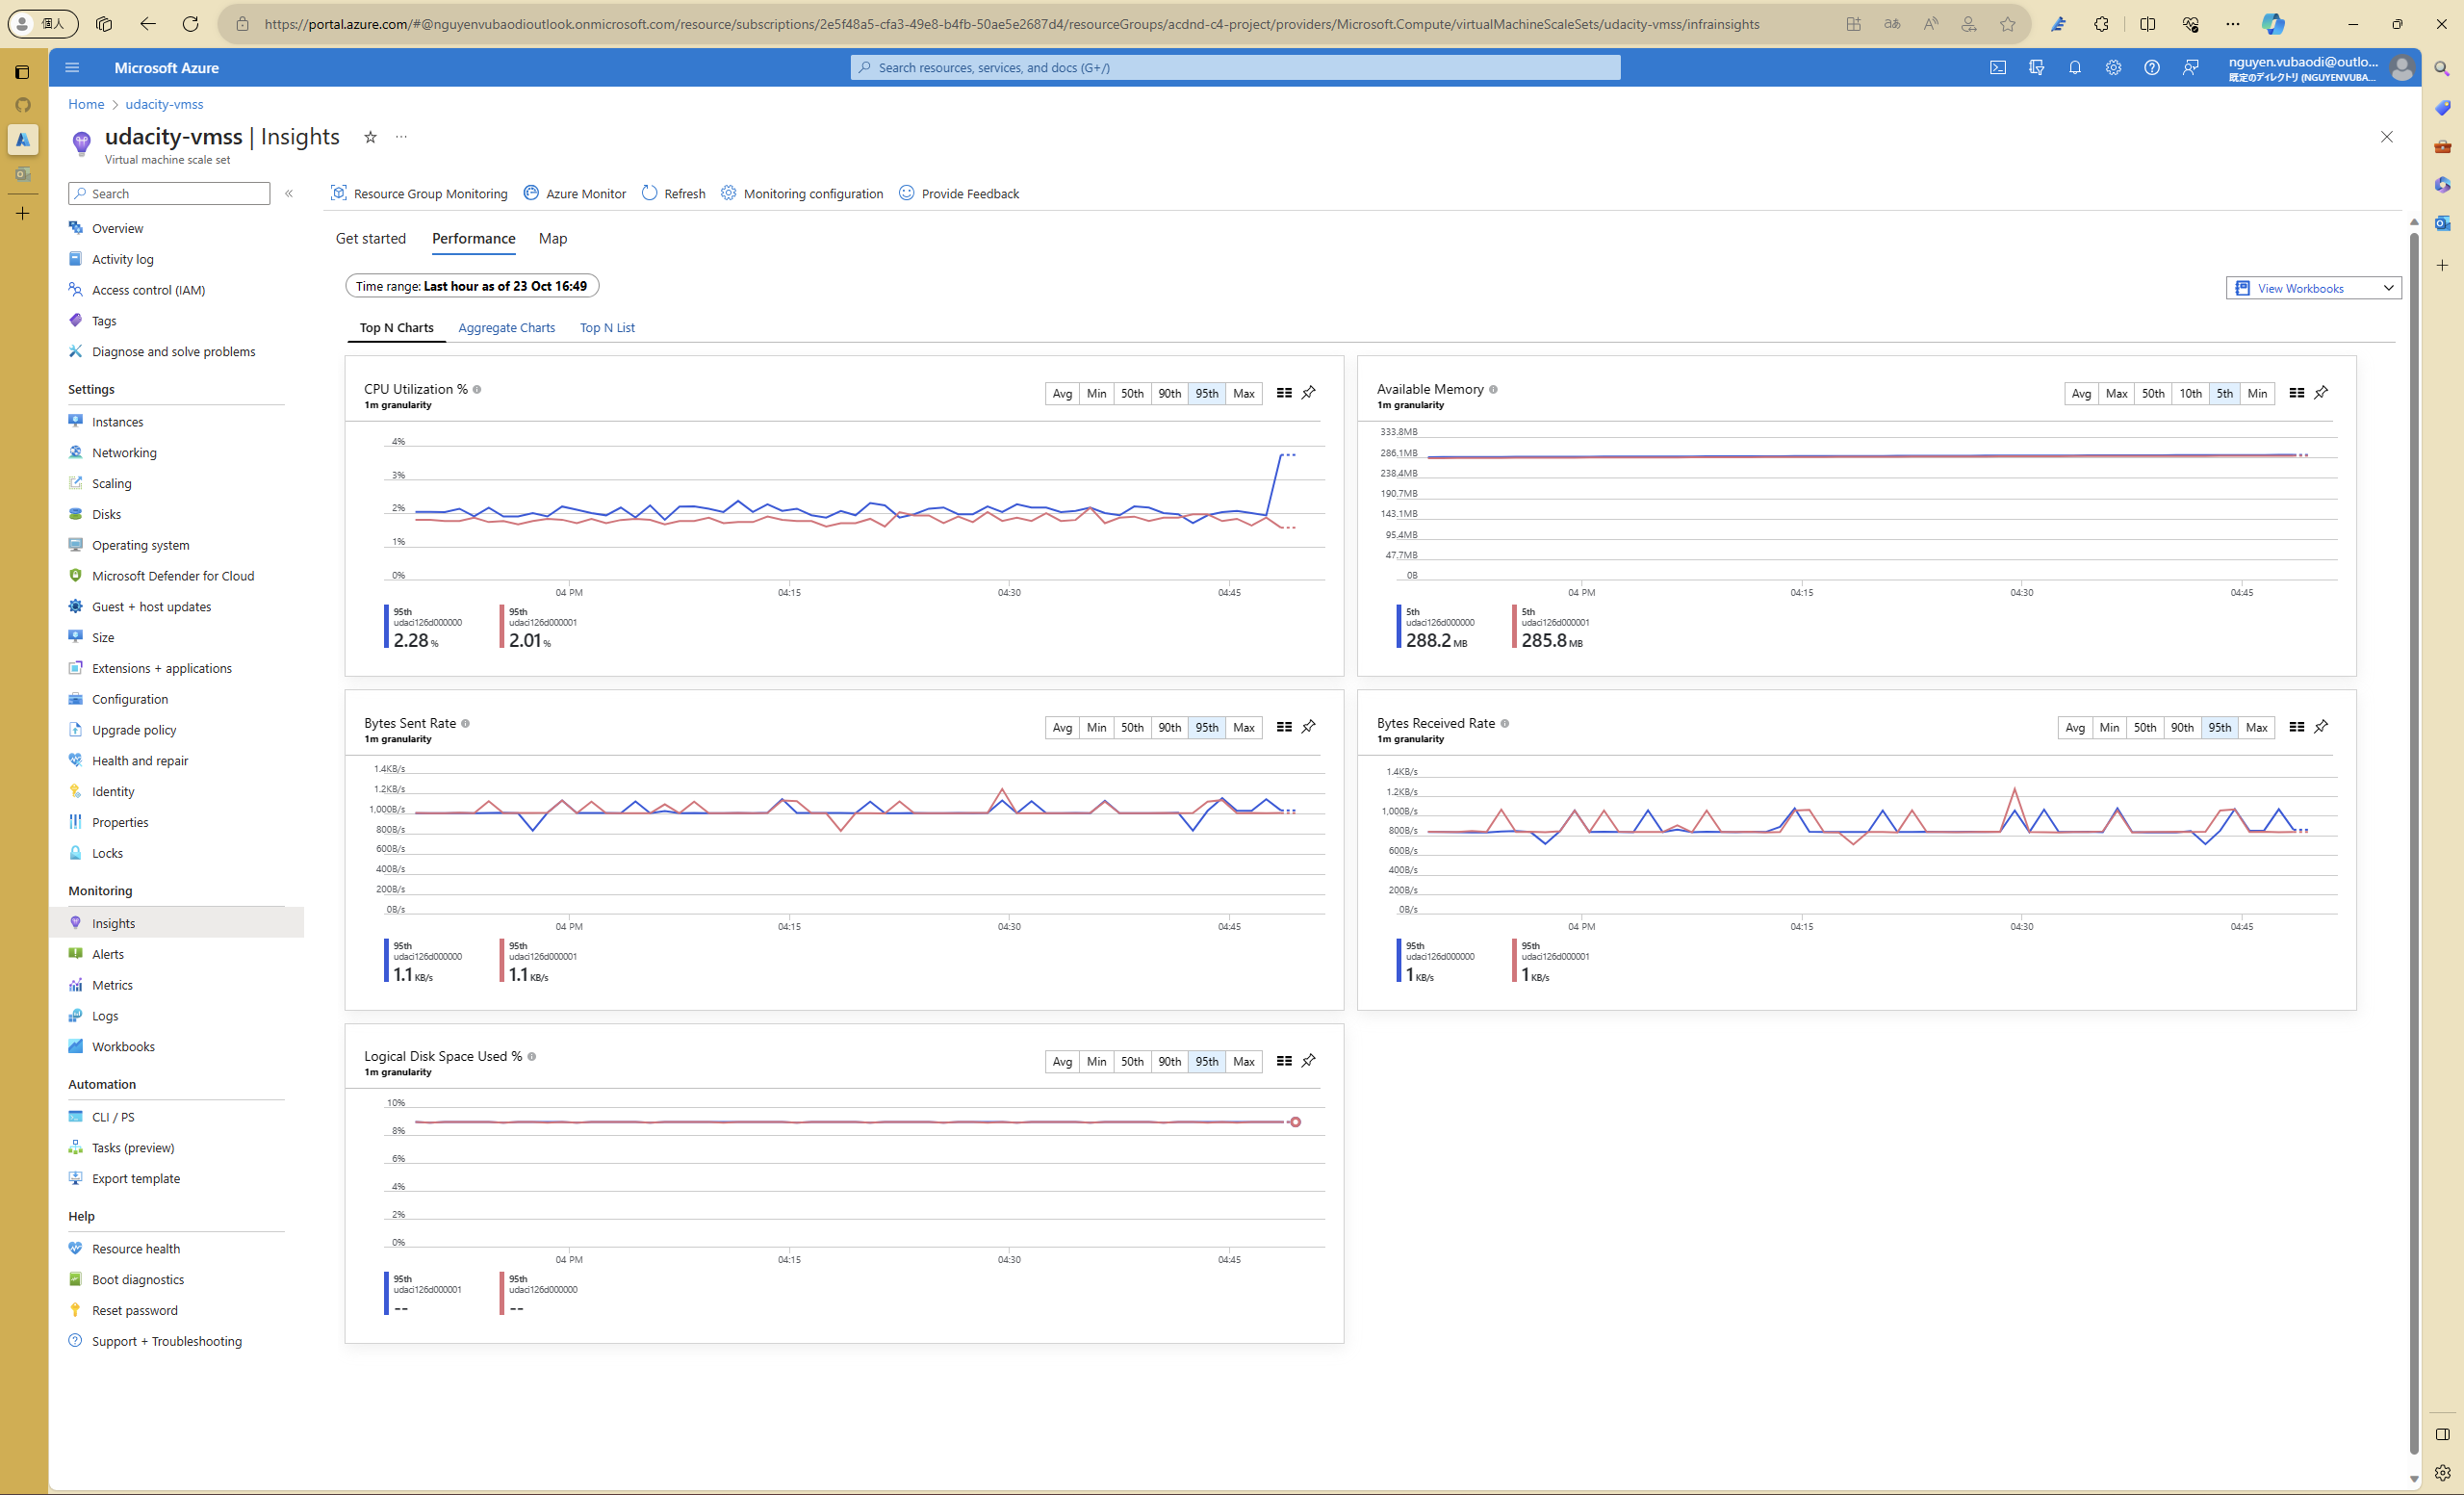 個人
https://portal.azure.com/#@nguyenvubaodioutlook.onmicrosoft.com/resource/subscriptions/2e5f48a5-cfa3-49e8-b4fb-50ae5e2687d4/resourceGroups/acdnd-c4-project/providers/Microsoft.Compute/virtualMachineScaleSets/udacity-vmss/infrainsights
Microsoft Azure
Search resources, services, and docs (G+/)
nguyen.vubaodi@outlo...
既定のディレクトリ (NGUYENVUBA...
Home > udacity-vmss
udacity-vmss | Insights
Virtual machine scale set
Search
Overview
Activity log
Access control (IAM)
Tags
Diagnose and solve problems
Settings
Instances
Networking
Scaling
Disks
Operating system
Microsoft Defender for Cloud
Guest + host updates
Size
Extensions + applications
Configuration
Upgrade policy
Health and repair
Identity
Properties
Locks
Monitoring
Insights
Alerts
Metrics
Logs
Workbooks
Automation
CLI / PS
Tasks (preview)
Export template
Help
Resource health
Boot diagnostics
Reset password
Support + Troubleshooting
Resource Group Monitoring Azure Monitor Refresh Monitoring configuration Provide Feedback
Get started Performance Map
Time range: Last hour as of 23 Oct 16:49
View Workbooks
Top N Charts Aggregate Charts Top N List
CPU Utilization %
1m granularity
Avg Min 50th 90th 95th Max
4%
3%
2%
1%
0%
04 PM 04:15 04:30 04:45
95th 95th
udaci126d000000 udaci126d000001
2.28 % 2.01 %
Available Memory
1m granularity
Avg Max 50th 10th 5th Min
333.8MB
286.1MB
238.4MB
190.7MB
143.1MB
95.4MB
47.7MB
0B
04 PM 04:15 04:30 04:45
5th 5th
udaci126d000000 udaci126d000001
288.2 MB 285.8 MB
Bytes Sent Rate
1m granularity
Avg Min 50th 90th 95th Max
1.4KB/s
1.2KB/s
1,000B/s
800B/s
600B/s
400B/s
200B/s
0B/s
04 PM 04:15 04:30 04:45
95th 95th
udaci126d000000 udaci126d000001
1.1 KB/s 1.1 KB/s
Bytes Received Rate
1m granularity
Avg Min 50th 90th 95th Max
1.4KB/s
1.2KB/s
1,000B/s
800B/s
600B/s
400B/s
200B/s
0B/s
04 PM 04:15 04:30 04:45
95th 95th
udaci126d000000 udaci126d000001
1 KB/s 1 KB/s
Logical Disk Space Used %
1m granularity
Avg Min 50th 90th 95th Max
10%
8%
6%
4%
2%
0%
04 PM 04:15 04:30 04:45
95th 95th
udaci126d000001 udaci126d000000
-- --